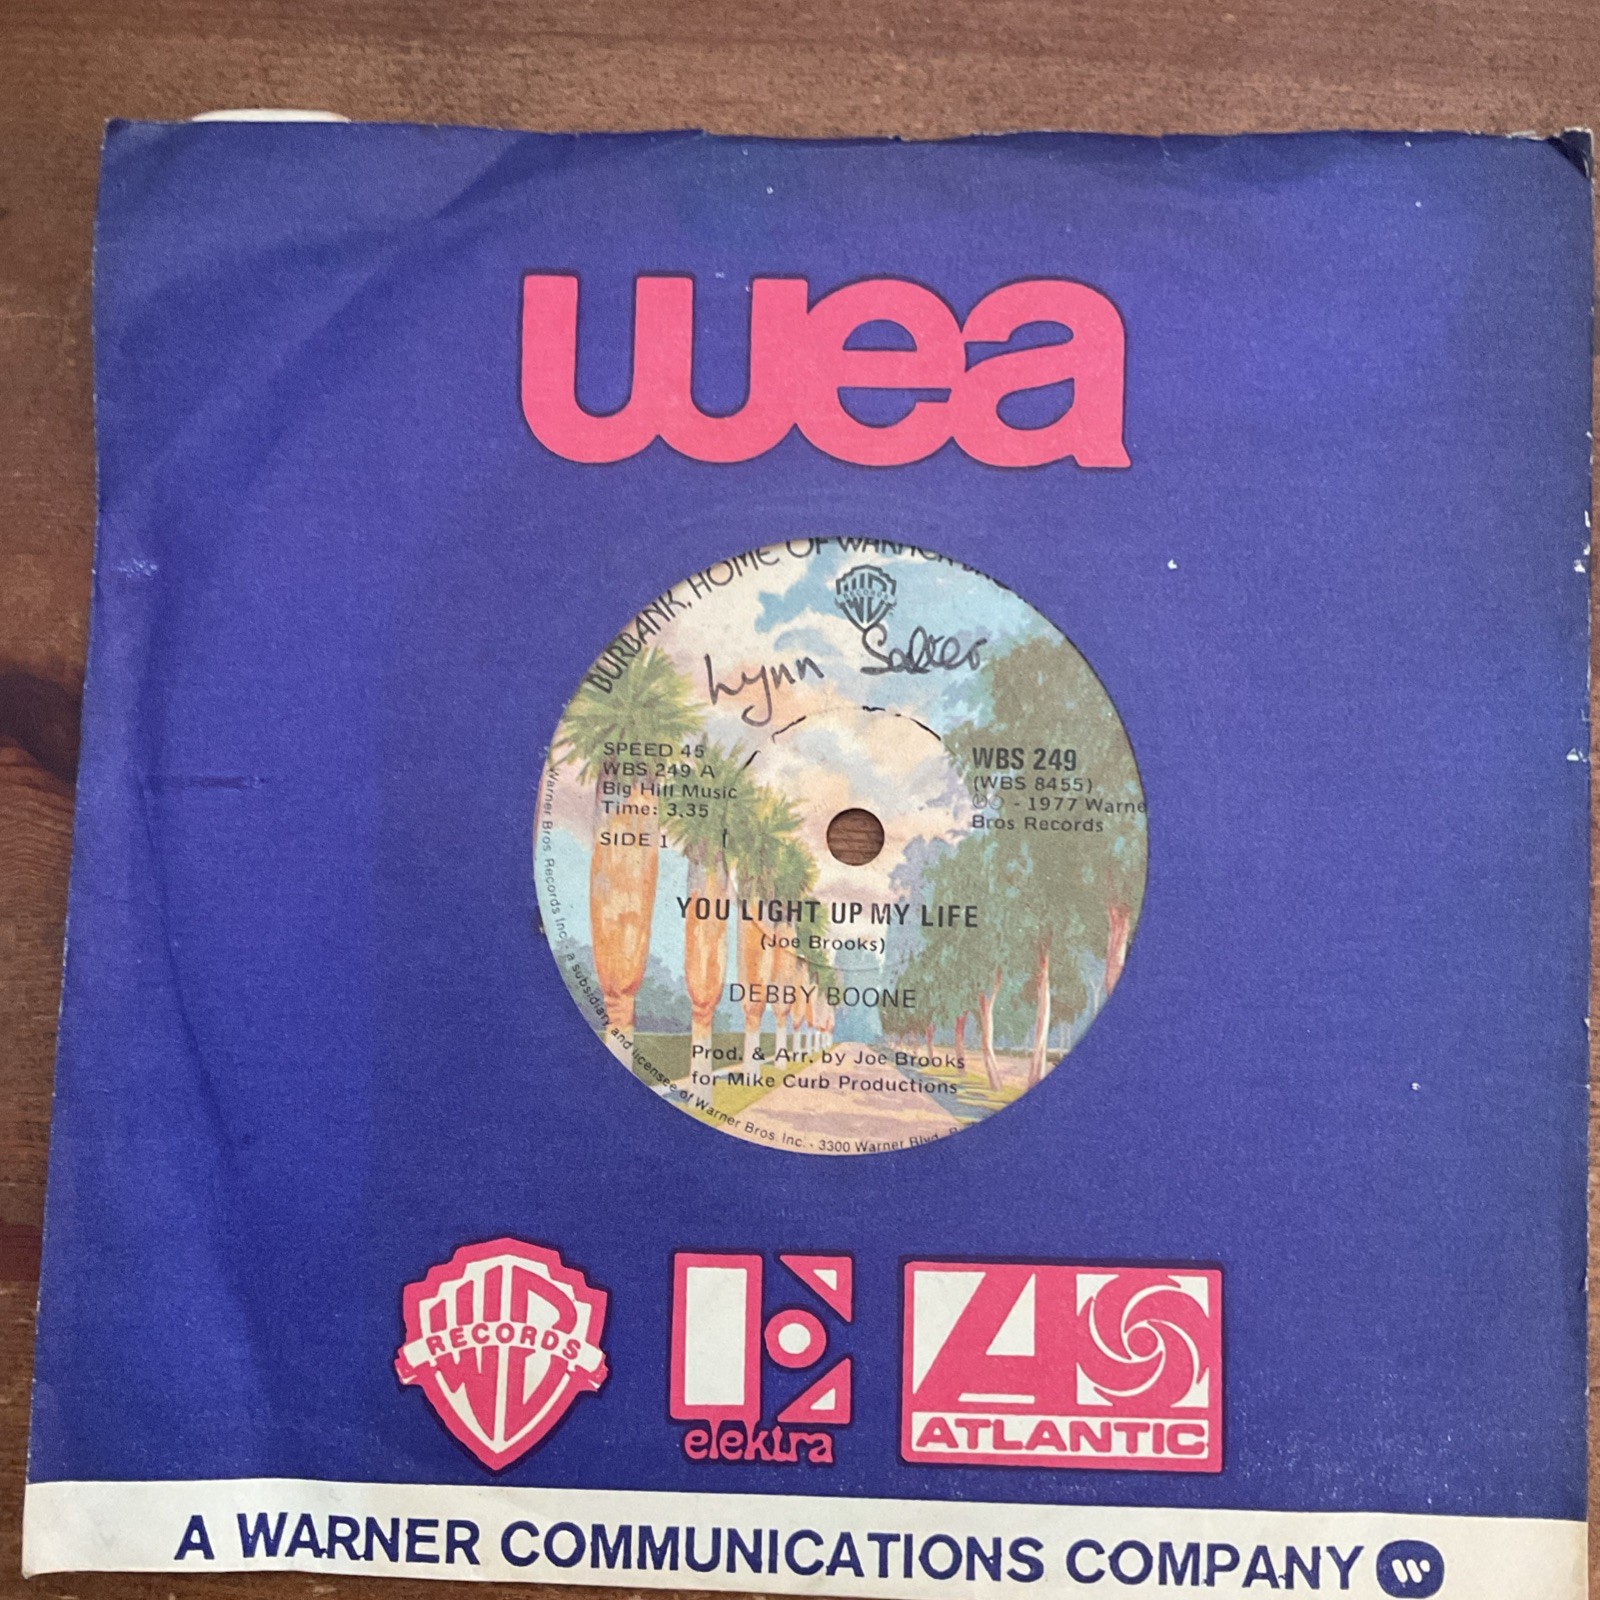 wea
BURBANK, HOME OF WARNER
WB RECORDS
Lynn Salter
SPEED 45
WBS 249 A
Big Hill Music
Time: 3.35
SIDE 1
WBS 249
(WBS 8455)
Ⓟ© - 1977 Warne
Bros Records
YOU LIGHT UP MY LIFE
(Joe Brooks)
DEBBY BOONE
Prod. & Arr. by Joe Brooks
for Mike Curb Productions
Warner Bros Records Inc., a subsidiary and licensee of Warner Bros. Inc. - 3300 Warner Blvd.
WB RECORDS
elektra
ATLANTIC
A WARNER COMMUNICATIONS COMPANY